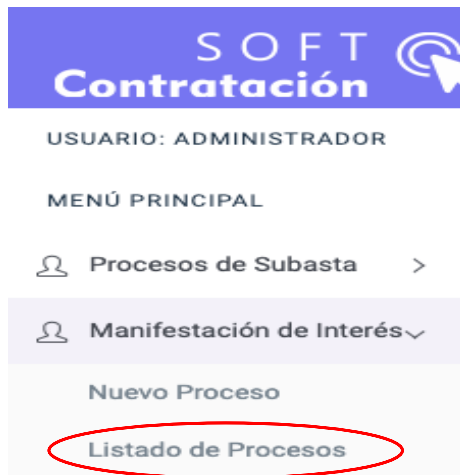 SOFT
Contratación
USUARIO: ADMINISTRADOR
MENÚ PRINCIPAL
Procesos de Subasta
Manifestación de Interés
Nuevo Proceso
Listado de Procesos